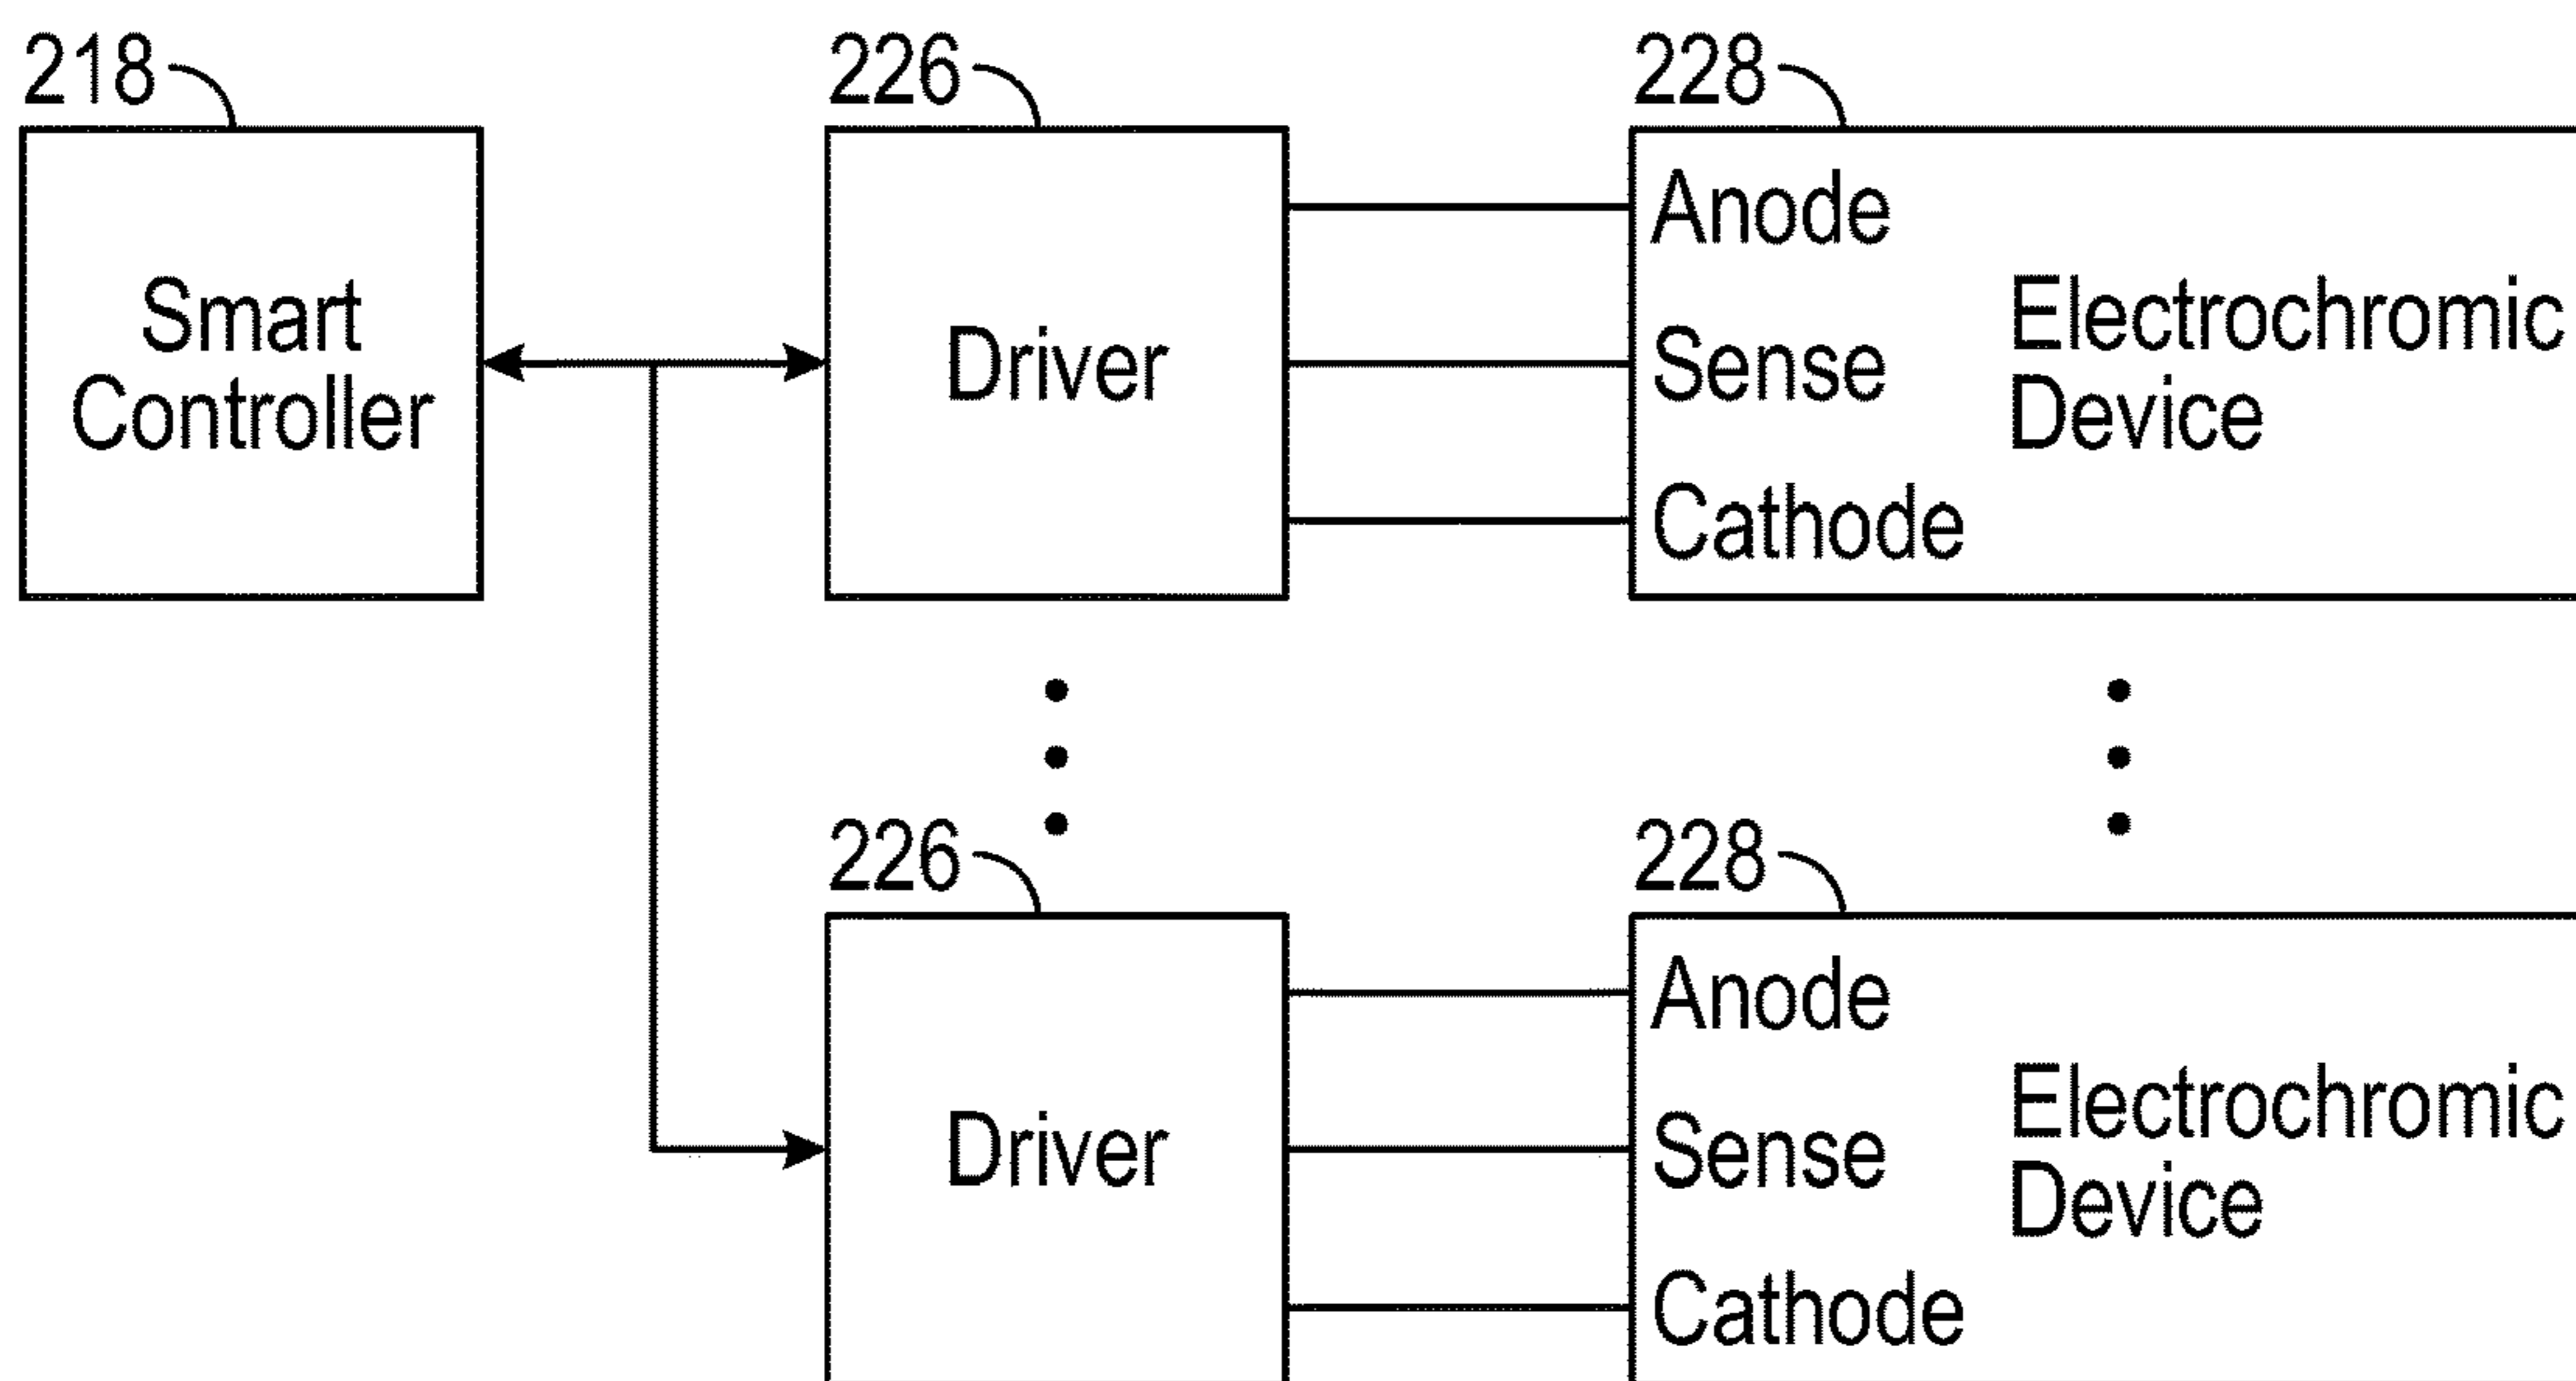 218
226
228
Smart
Controller
Driver
Anode
Sense
Cathode
Electrochromic
Device
226
228
Driver
Anode
Sense
Cathode
Electrochromic
Device